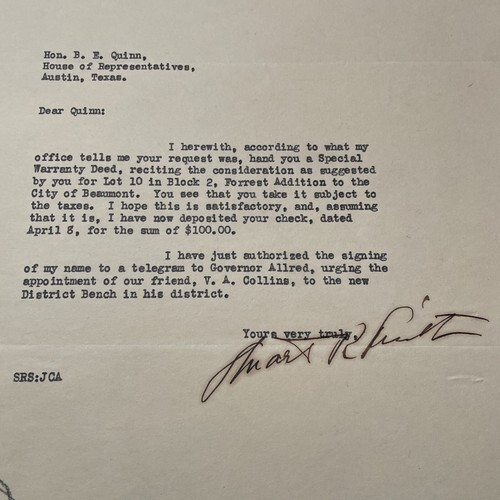 Hon. B. E. Quinn,
House of Representatives,
Austin, Texas.
Dear Quinn:
I herewith, according to what my
office tells me your request was, hand you a Special
Warranty Deed, reciting the consideration as suggested
by you for Lot 10 in Block 2, Forrest Addition to the
City of Beaumont. You see that you take it subject to
the taxes. I hope this is satisfactory, and, assuming
that it is, I have now deposited your check, dated
April 8, for the sum of $100.00.
I have just authorized the signing
of my name to a telegram to Governor Allred, urging the
appointment of our friend, V. A. Collins, to the new
District Bench in his district.
Yours very truly,
Stuart R Smith
SRS:JCA